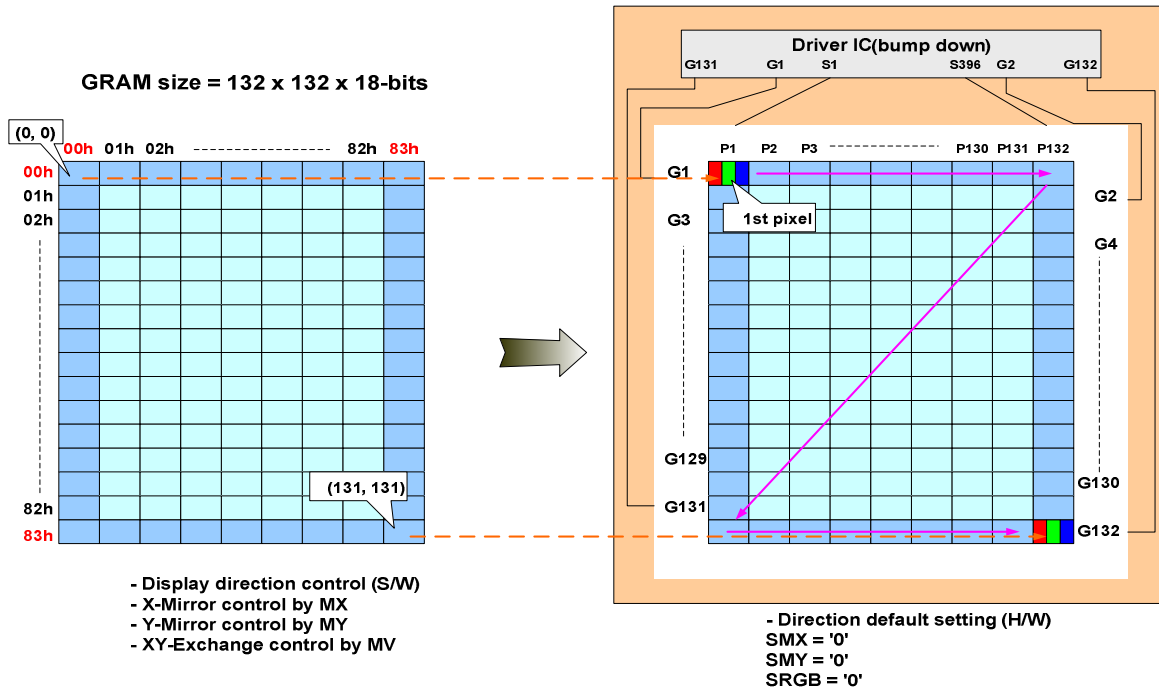 GRAM size = 132 x 132 x 18-bits
(0, 0)
00h 01h 02h 82h 83h
00h
01h
02h
82h
83h
(131, 131)
- Display direction control (S/W)
- X-Mirror control by MX
- Y-Mirror control by MY
- XY-Exchange control by MV
Driver IC(bump down)
G131 G1 S1 S396 G2 G132
P1 P2 P3 P130 P131 P132
G1
G3
G129
G131
1st pixel
G2
G4
G130
G132
- Direction default setting (H/W)
SMX = '0'
SMY = '0'
SRGB = '0'